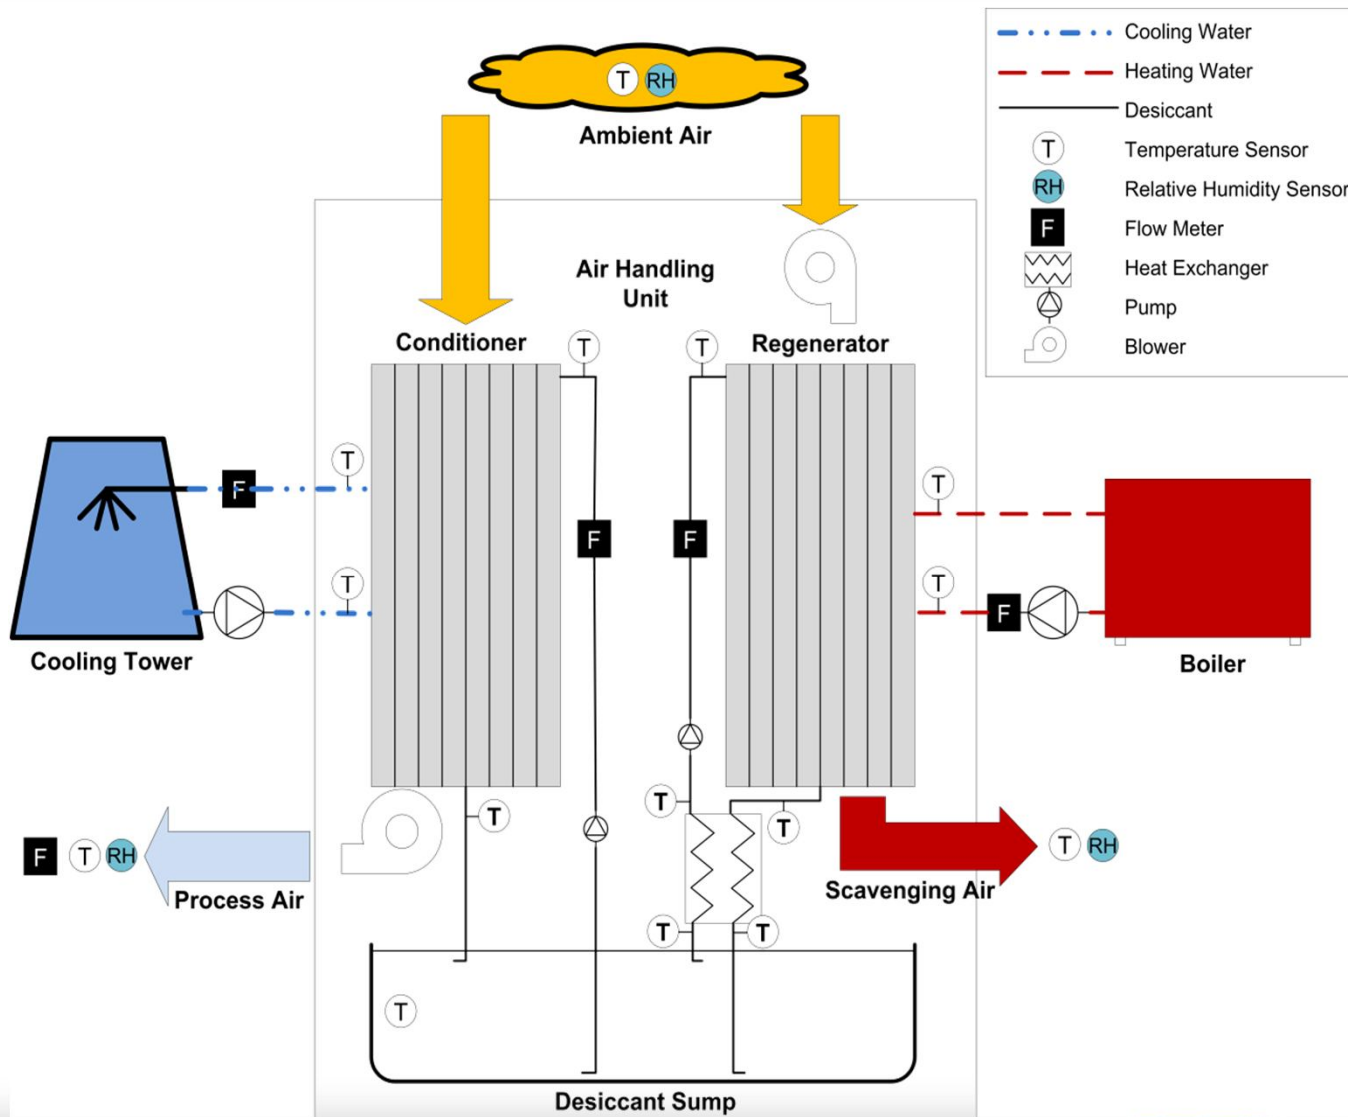 Cooling Water
Heating Water
Desiccant
T Temperature Sensor
RH Relative Humidity Sensor
F Flow Meter
Heat Exchanger
Pump
Blower
T RH
Ambient Air
Air Handling
Unit
Conditioner
T
T
Regenerator
T
F
T
F
F
T
T
F
Cooling Tower
Boiler
T
T
T
F
T
RH
Process Air
T
RH
Scavenging Air
T
T
T
Desiccant Sump